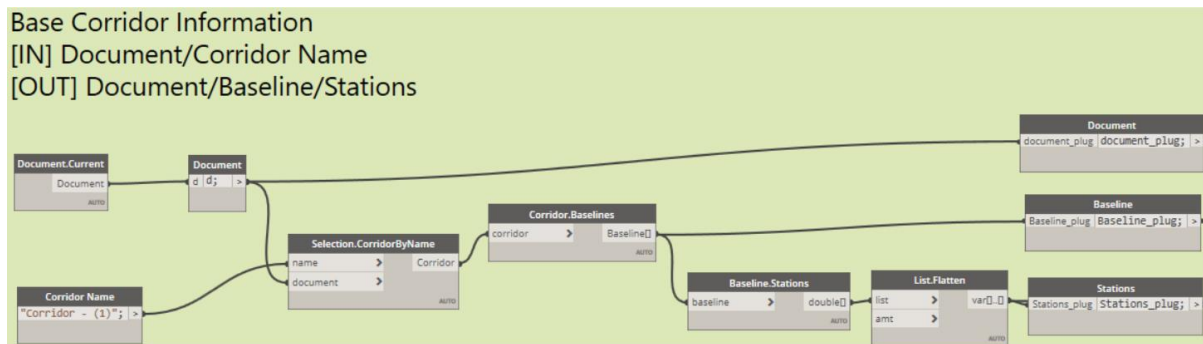 Base Corridor Information
[IN] Document/Corridor Name
[OUT] Document/Baseline/Stations
Document.Current
Document
AUTO
Document
d d; >
Corridor Name
"Corridor - (1)"; >
Selection.CorridorByName
name > Corridor
document >
AUTO
Corridor.Baselines
corridor > Baseline[]
AUTO
Baseline.Stations
baseline > double[]
AUTO
List.Flatten
list > var[]..[]
amt >
AUTO
Document
document_plug document_plug; >
Baseline
Baseline_plug Baseline_plug; >
Stations
Stations_plug Stations_plug; >